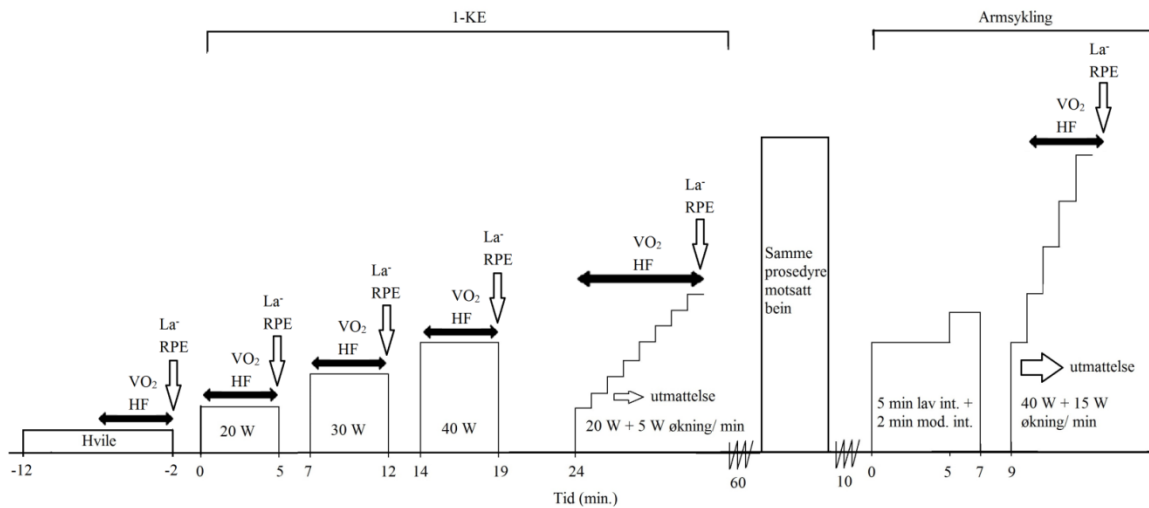 1-KE
Armsykling
La-
RPE
VO2
HF
Hvile
La-
RPE
VO2
HF
20 W
La-
RPE
VO2
HF
30 W
La-
RPE
VO2
HF
40 W
La-
RPE
VO2
HF
utmattelse
20 W + 5 W økning/ min
Samme
prosedyre
motsatt
bein
5 min lav int. +
2 min mod. int.
La-
RPE
VO2
HF
utmattelse
40 W + 15 W
økning/ min
-12
-2
0
5
7
12
14
19
24
60
10
0
5
7
9
Tid (min.)